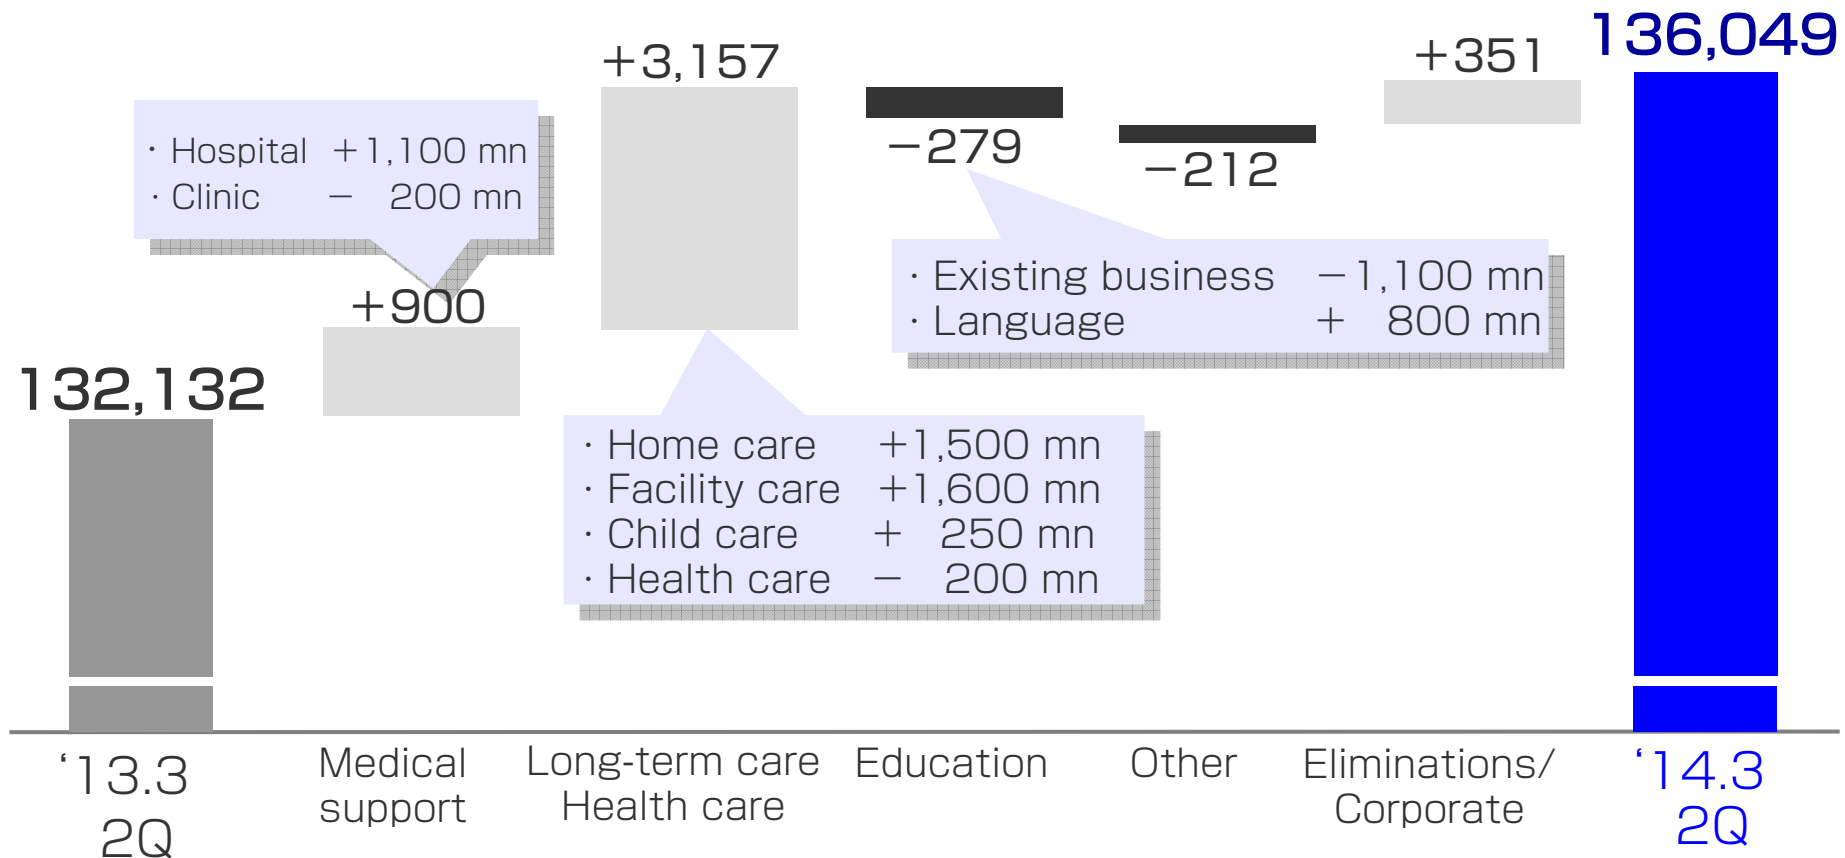 132,132
· Hospital +1,100 mn
· Clinic − 200 mn
+900
+3,157
· Home care +1,500 mn
· Facility care +1,600 mn
· Child care + 250 mn
· Health care − 200 mn
−279
· Existing business −1,100 mn
· Language + 800 mn
−212
+351
136,049
‘13.3
2Q
Medical
support
Long-term care
Health care
Education
Other
Eliminations/
Corporate
‘14.3
2Q